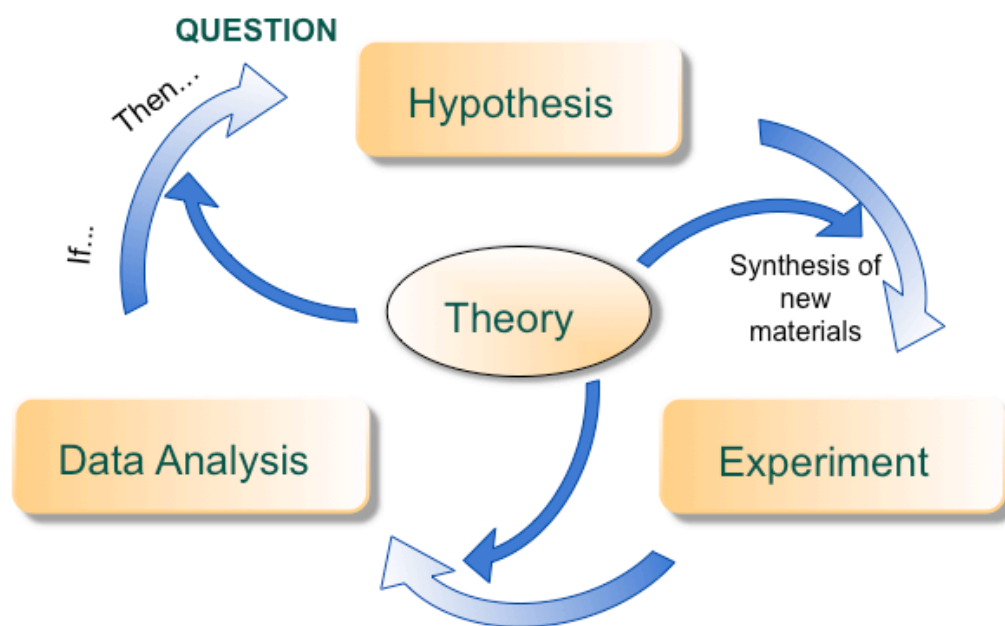 QUESTION
Hypothesis
Then...
If...
Theory
Synthesis of
new
materials
Data Analysis
Experiment